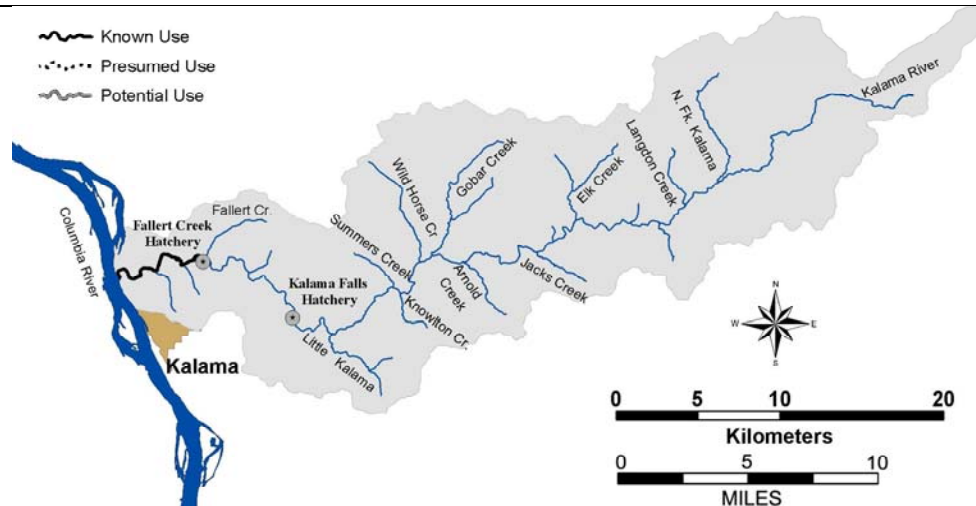 Known Use
Presumed Use
Potential Use
Kalama River
N. Fk. Kalama
Langdon Creek
Elk Creek
Gobar Creek
Wild Horse Cr
Fallert Cr.
Fallert Creek
Hatchery
Columbia River
Summers Creek
Kalama Falls
Hatchery
Arnold
Creek
Jacks Creek
Knowlton Cr.
Little Kalama
Kalama
N
W E
S
0 5 10 20
Kilometers
0 5 10
MILES